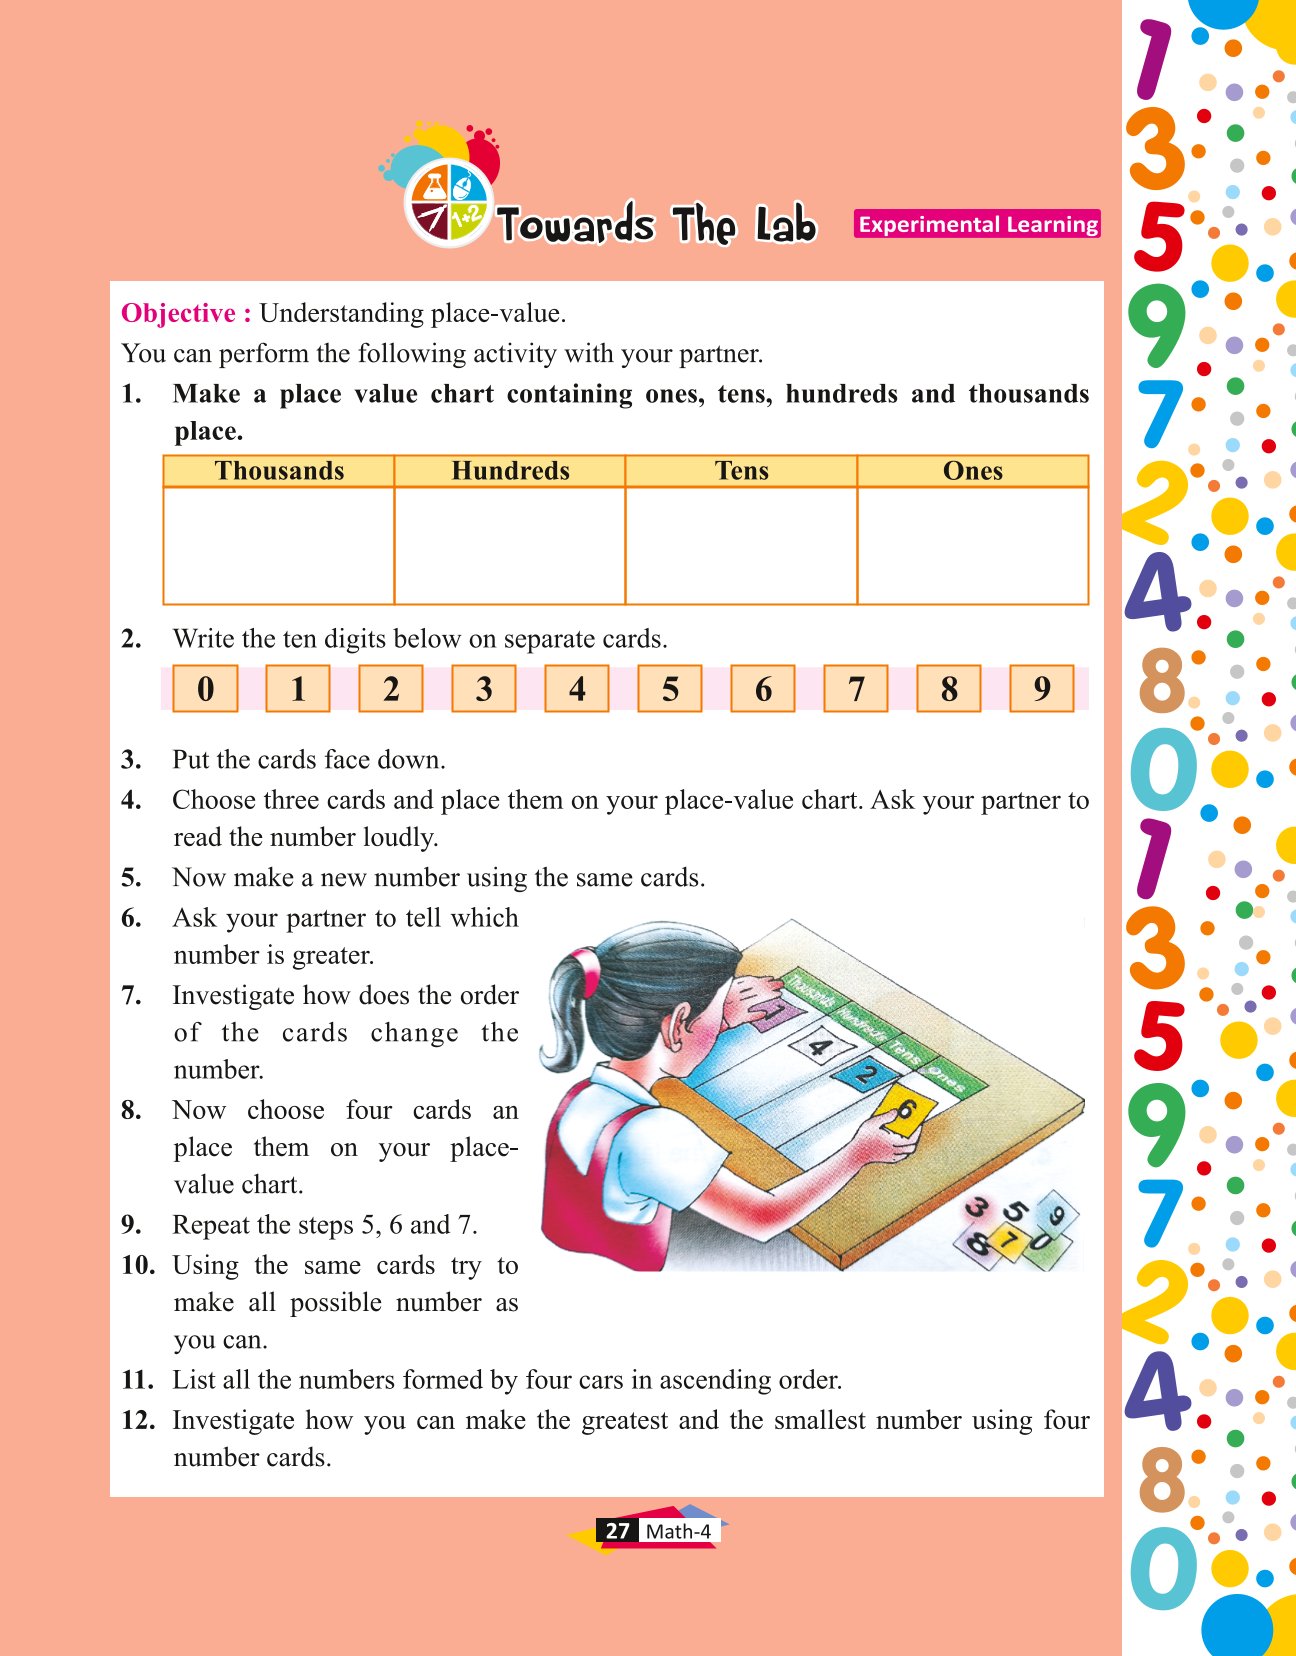 1+2
Towards The Lab
Experimental Learning
Objective : Understanding place-value.
You can perform the following activity with your partner.
1. Make a place value chart containing ones, tens, hundreds and thousands
place.
Thousands Hundreds Tens Ones
2. Write the ten digits below on separate cards.
0 1 2 3 4 5 6 7 8 9
3. Put the cards face down.
4. Choose three cards and place them on your place-value chart. Ask your partner to
read the number loudly.
5. Now make a new number using the same cards.
6. Ask your partner to tell which
number is greater.
7. Investigate how does the order
of the cards change the
number.
8. Now choose four cards an
place them on your place-
value chart.
9. Repeat the steps 5, 6 and 7.
10. Using the same cards try to
make all possible number as
you can.
Thousands Hundreds Tens Ones
1 4 2 6
3 5 9
8 7 0
11. List all the numbers formed by four cars in ascending order.
12. Investigate how you can make the greatest and the smallest number using four
number cards.
27 Math-4
1
3
5
9
7
2
4
8
0
1
3
5
9
7
2
4
8
0